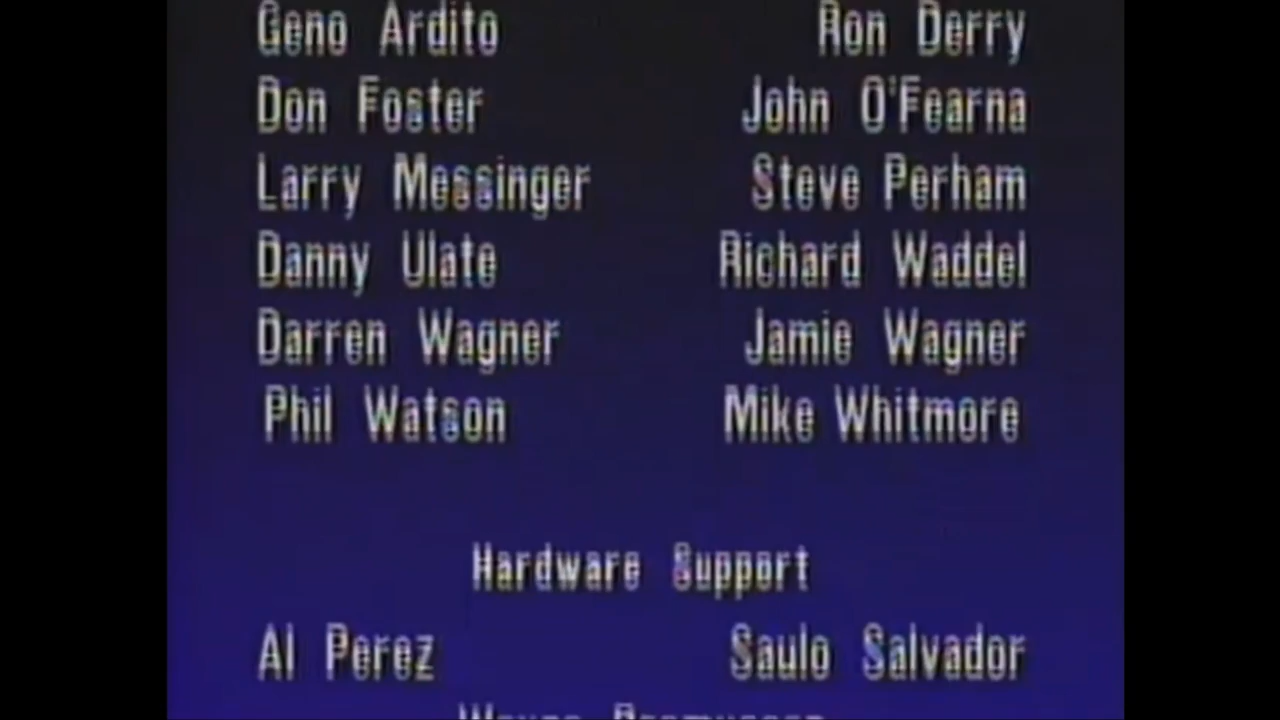 Geno Ardito Ron Derry
Don Foster John O'Fearna
Larry Messinger Steve Perham
Danny Ulate Richard Waddel
Darren Wagner Jamie Wagner
Phil Watson Mike Whitmore
Hardware Support
Al Perez Saulo Salvador